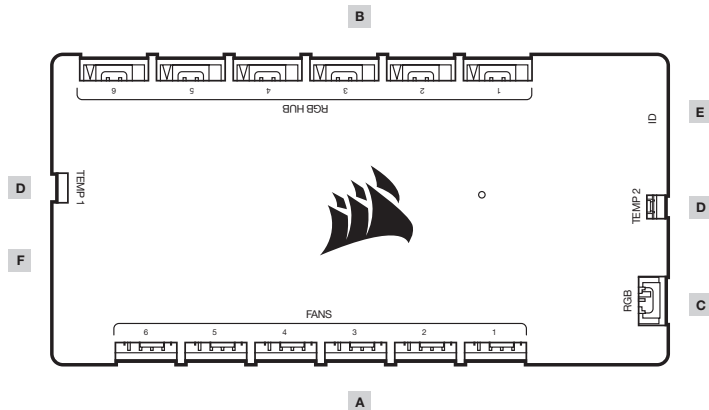 B
6 5 4 3 2 1
RGB HUB
E
ID
D
TEMP 1
TEMP 2
D
F
RGB
C
FANS
6 5 4 3 2 1
A